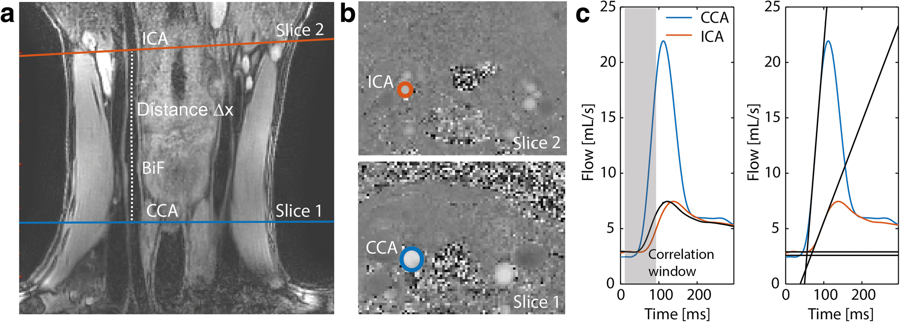 a
ICA
Slice 2
Distance Δx
BiF
CCA
Slice 1
b
ICA
Slice 2
CCA
Slice 1
c
Flow [mL/s]
25
20
15
10
5
0
CCA
ICA
Correlation
window
0 100 200
Time [ms]
Flow [mL/s]
25
20
15
10
5
0
0 100 200
Time [ms]